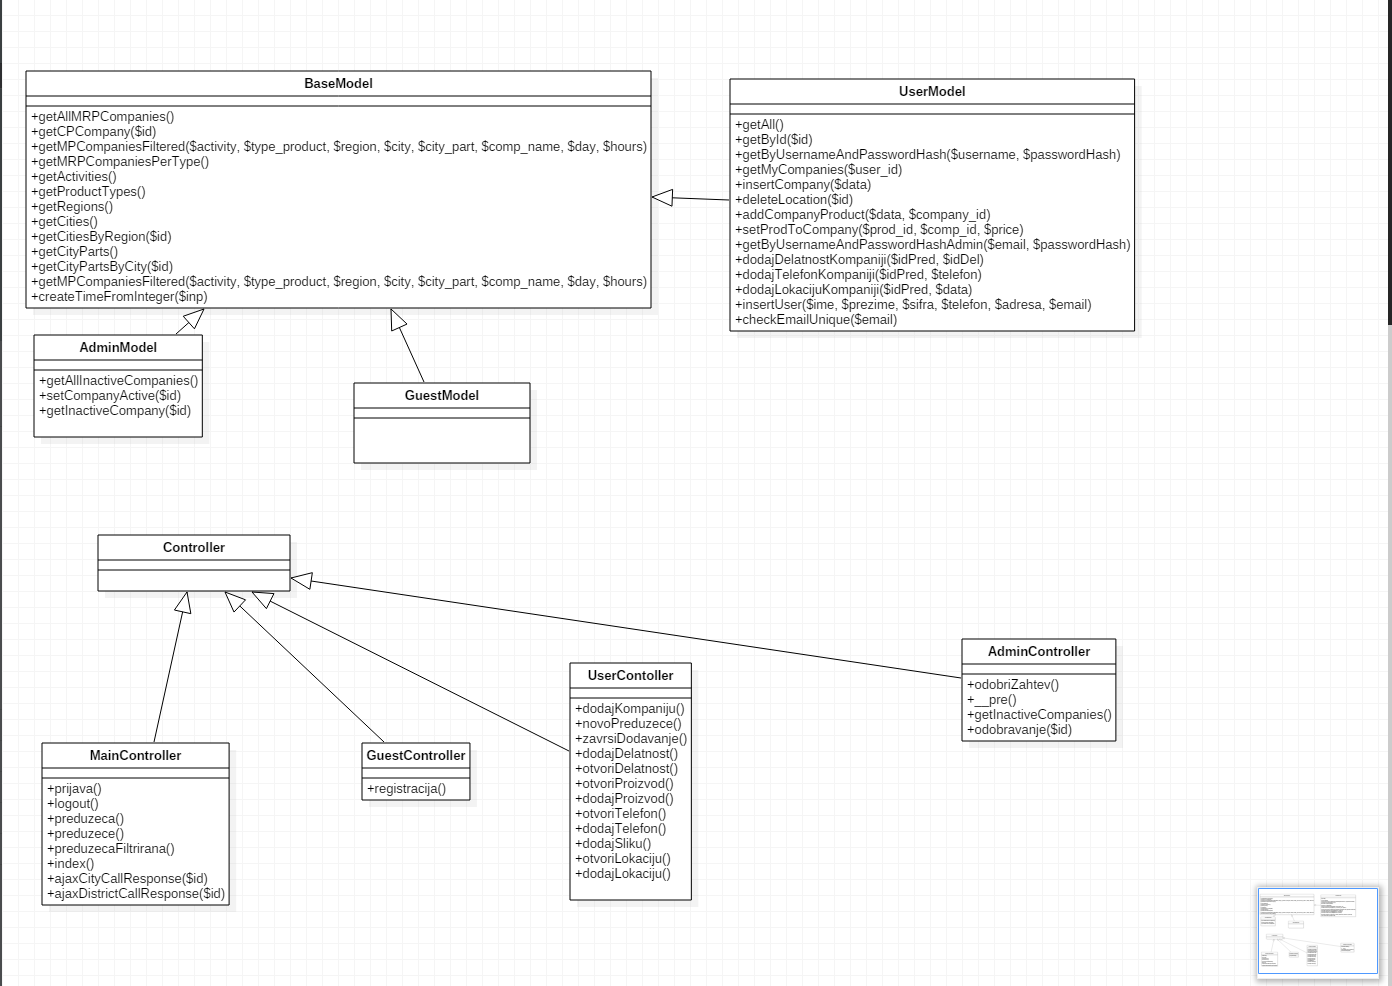 BaseModel
+getAllMRPCompanies()
+getCPCompany($id)
+getMPCompaniesFiltered($activity, $type_product, $region, $city, $city_part, $comp_name, $day, $hours)
+getMRPCompaniesPerType()
+getActivities()
+getProductTypes()
+getRegions()
+getCities()
+getCitiesByRegion($id)
+getCityParts()
+getCityPartsByCity($id)
+getMPCompaniesFiltered($activity, $type_product, $region, $city, $city_part, $comp_name, $day, $hours)
+createTimeFromInteger($inp)
UserModel
+getAll()
+getById($id)
+getByUsernameAndPasswordHash($username, $passwordHash)
+getMyCompanies($user_id)
+insertCompany($data)
+deleteLocation($id)
+addCompanyProduct($data, $company_id)
+setProdToCompany($prod_id, $comp_id, $price)
+getByUsernameAndPasswordHashAdmin($email, $passwordHash)
+dodajDelatnostKompaniji($idPred, $idDel)
+dodajTelefonKompaniji($idPred, $telefon)
+dodajLokacijuKompaniji($idPred, $data)
+insertUser($ime, $prezime, $sifra, $telefon, $adresa, $email)
+checkEmailUnique($email)
AdminModel
+getAllInactiveCompanies()
+setCompanyActive($id)
+getInactiveCompany($id)
GuestModel
Controller
MainController
+prijava()
+logout()
+preduzeca()
+preduzece()
+preduzecaFiltrirana()
+index()
+ajaxCityCallResponse($id)
+ajaxDistrictCallResponse($id)
GuestController
+registracija()
UserContoller
+dodajKompaniju()
+novoPreduzece()
+zavrsiDodavanje()
+dodajDelatnost()
+otvoriDelatnost()
+otvoriProizvod()
+dodajProizvod()
+otvoriTelefon()
+dodajTelefon()
+dodajSliku()
+otvoriLokaciju()
+dodajLokaciju()
AdminController
+odobriZahtev()
+__pre()
+getInactiveCompanies()
+odobravanje($id)